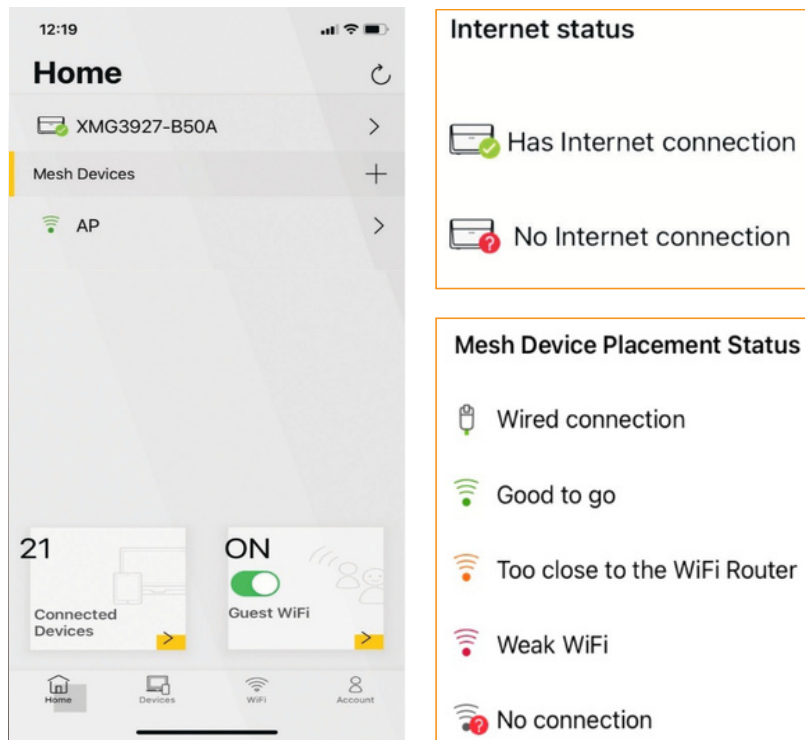 12:19
Home
XMG3927-B50A
Mesh Devices
AP
21
Connected
Devices
ON
Guest WiFi
Home
Devices
WiFi
Account
Internet status
Has Internet connection
No Internet connection
Mesh Device Placement Status
Wired connection
Good to go
Too close to the WiFi Router
Weak WiFi
No connection